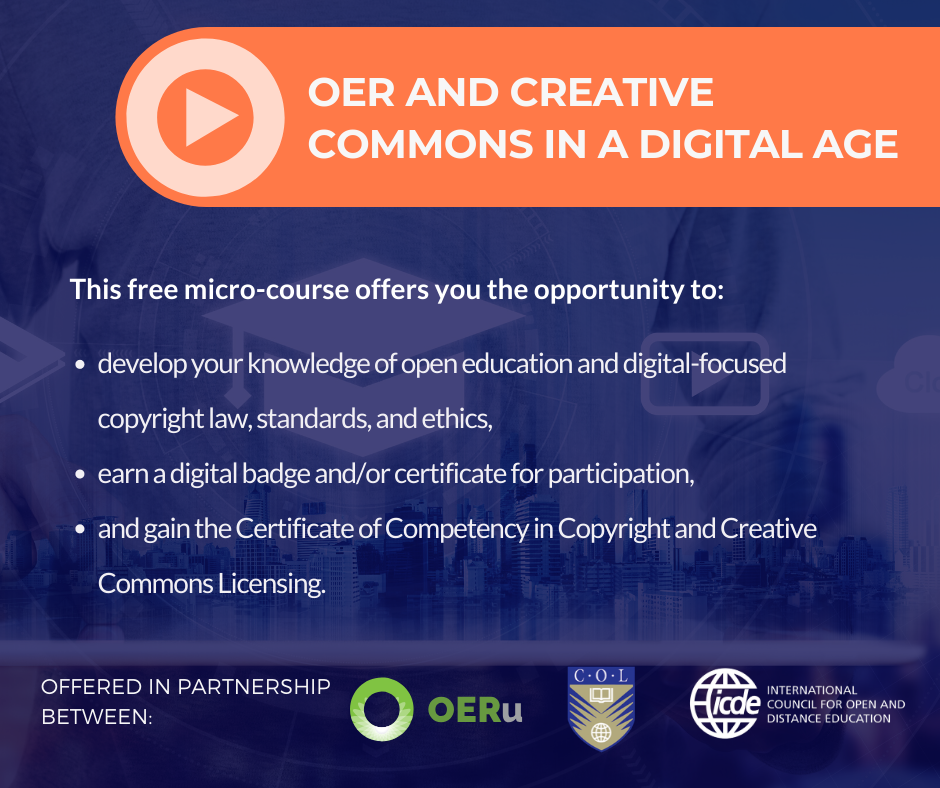 OER AND CREATIVE
COMMONS IN A DIGITAL AGE
This free micro-course offers you the opportunity to:
• develop your knowledge of open education and digital-focused
copyright law, standards, and ethics,
• earn a digital badge and/or certificate for participation,
• and gain the Certificate of Competency in Copyright and Creative
Commons Licensing.
OFFERED IN PARTNERSHIP
BETWEEN:
OERu
C·O·L
icde
INTERNATIONAL
COUNCIL FOR OPEN AND
DISTANCE EDUCATION